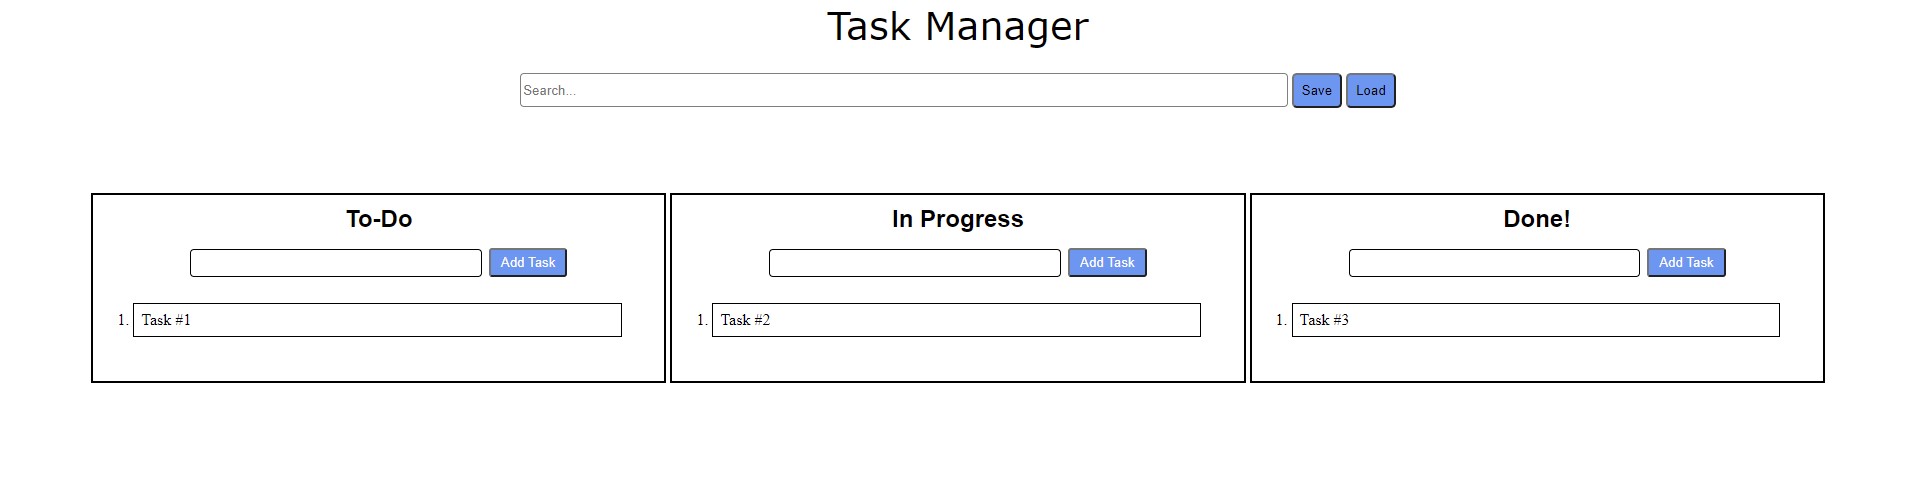 Task Manager
Search... Save Load
To-Do In Progress Done!
Add Task Add Task Add Task
1. Task #1 1. Task #2 1. Task #3